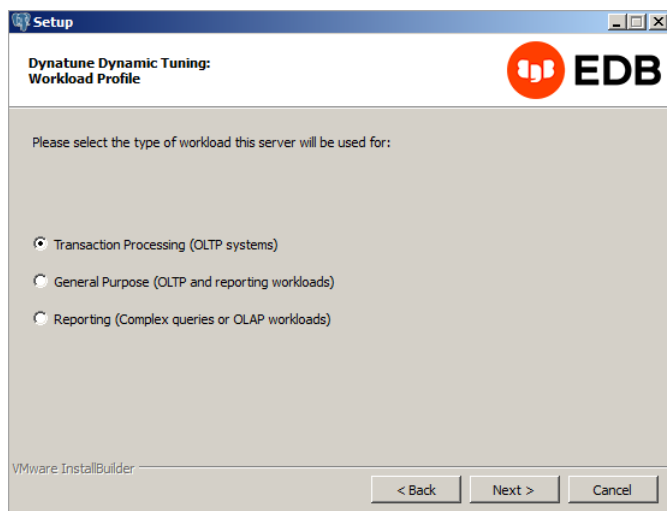 Setup
Dynatune Dynamic Tuning:
Workload Profile
EDB
Please select the type of workload this server will be used for:
Transaction Processing (OLTP systems)
General Purpose (OLTP and reporting workloads)
Reporting (Complex queries or OLAP workloads)
VMware InstallBuilder
< Back Next > Cancel